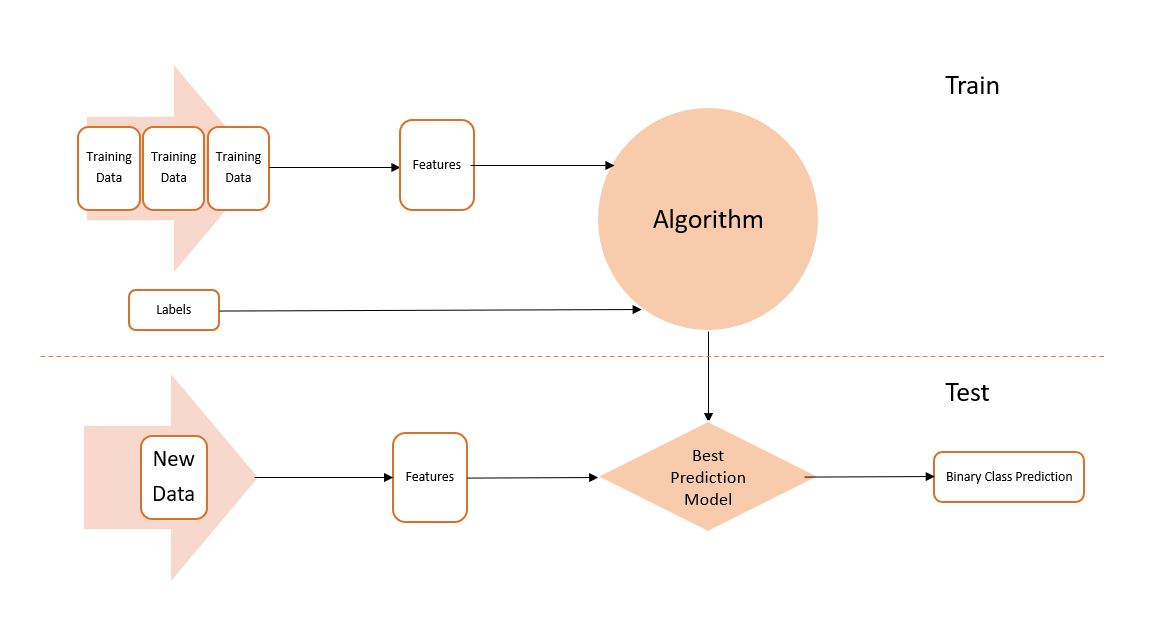 Train
Training
Data
Training
Data
Training
Data
Features
Algorithm
Labels
Test
New
Data
Features
Best
Prediction
Model
Binary Class Prediction